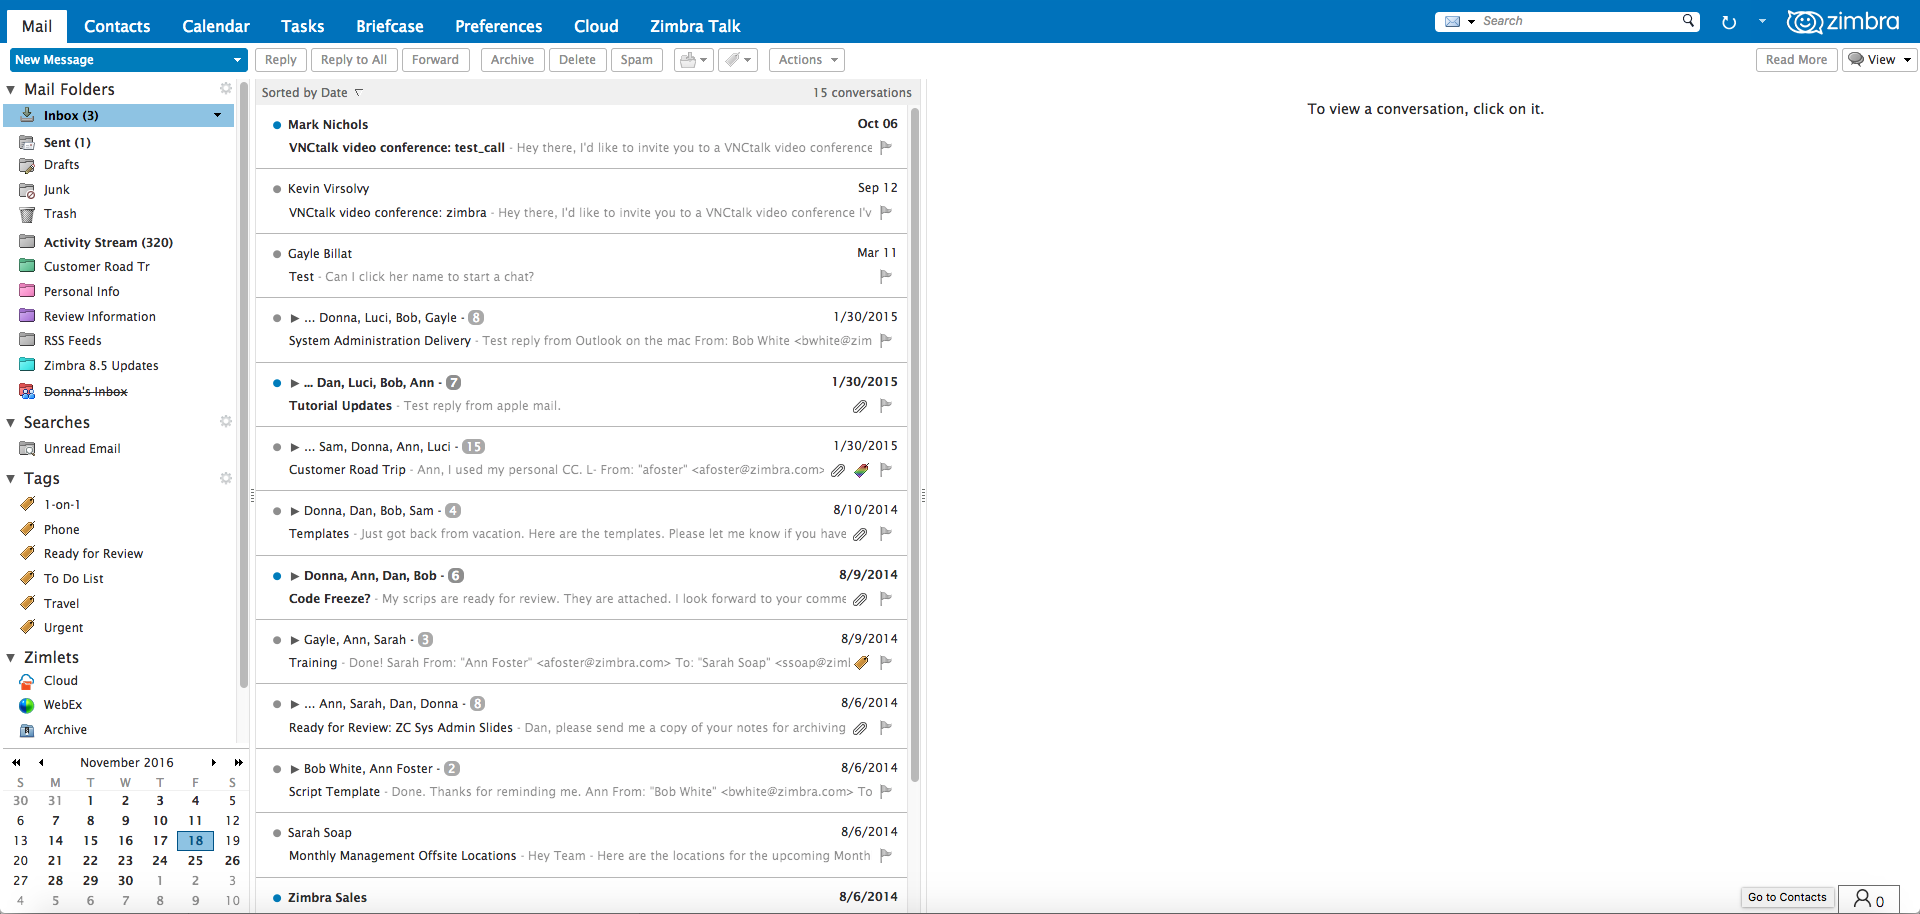 Mail Contacts Calendar Tasks Briefcase Preferences Cloud Zimbra Talk Search zimbra
New Message Reply Reply to All Forward Archive Delete Spam Actions Read More View
Mail Folders
Inbox (3)
Sent (1)
Drafts
Junk
Trash
Activity Stream (320)
Customer Road Tr
Personal Info
Review Information
RSS Feeds
Zimbra 8.5 Updates
Donna's Inbox
Searches
Unread Email
Tags
1-on-1
Phone
Ready for Review
To Do List
Travel
Urgent
Zimlets
Cloud
WebEx
Archive
November 2016
S M T W T F S
30 31 1 2 3 4 5
6 7 8 9 10 11 12
13 14 15 16 17 18 19
20 21 22 23 24 25 26
27 28 29 30 1 2 3
4 5 6 7 8 9 10
Sorted by Date 15 conversations
Mark Nichols Oct 06
VNCtalk video conference: test_call - Hey there, I'd like to invite you to a VNCtalk video conference
Kevin Virsolvy Sep 12
VNCtalk video conference: zimbra - Hey there, I'd like to invite you to a VNCtalk video conference I'v
Gayle Billat Mar 11
Test - Can I click her name to start a chat?
... Donna, Luci, Bob, Gayle - 8 1/30/2015
System Administration Delivery - Test reply from Outlook on the mac From: Bob White <bwhite@zim
... Dan, Luci, Bob, Ann - 7 1/30/2015
Tutorial Updates - Test reply from apple mail.
... Sam, Donna, Ann, Luci - 15 1/30/2015
Customer Road Trip - Ann, I used my personal CC. L- From: "afoster" <afoster@zimbra.com>
Donna, Dan, Bob, Sam - 4 8/10/2014
Templates - Just got back from vacation. Here are the templates. Please let me know if you have
Donna, Ann, Dan, Bob - 6 8/9/2014
Code Freeze? - My scrips are ready for review. They are attached. I look forward to your comme
Gayle, Ann, Sarah - 3 8/9/2014
Training - Done! Sarah From: "Ann Foster" <afoster@zimbra.com> To: "Sarah Soap" <ssoap@ziml
... Ann, Sarah, Dan, Donna - 8 8/6/2014
Ready for Review: ZC Sys Admin Slides - Dan, please send me a copy of your notes for archiving
Bob White, Ann Foster - 2 8/6/2014
Script Template - Done. Thanks for reminding me. Ann From: "Bob White" <bwhite@zimbra.com> To
Sarah Soap 8/6/2014
Monthly Management Offsite Locations - Hey Team - Here are the locations for the upcoming Month
Zimbra Sales 8/6/2014
To view a conversation, click on it.
Go to Contacts 0